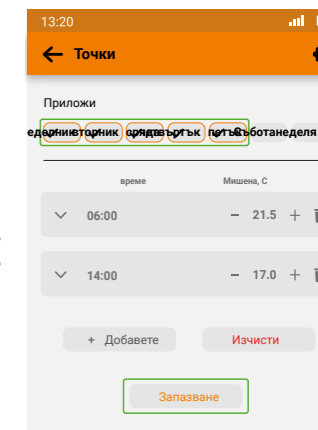 13:20
Точки
Приложи
вторник петък Събота неделя
време Мишена, C
06:00 – 21.5 +
14:00 – 17.0 +
+ Добавете Изчисти
Запазване